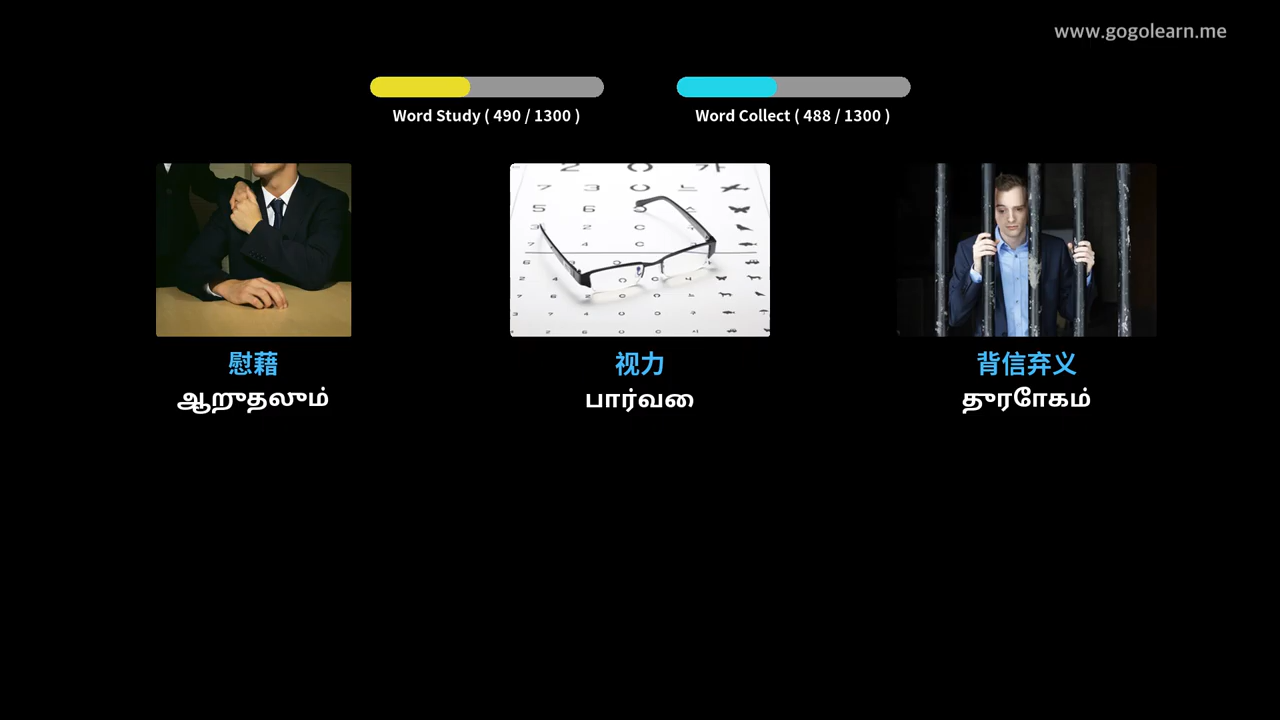 www.gogolearn.me
Word Study ( 490 / 1300 )
Word Collect ( 488 / 1300 )
慰藉
ஆறுதலும்
视力
பார்வை
背信弃义
துரோகம்